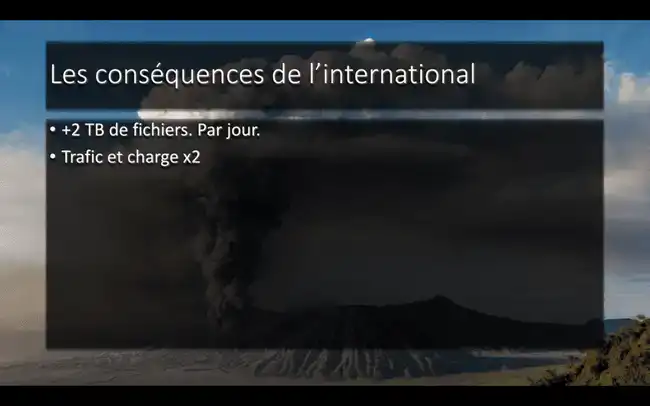 Les conséquences de l’international
• +2 TB de fichiers. Par jour.
• Trafic et charge x2